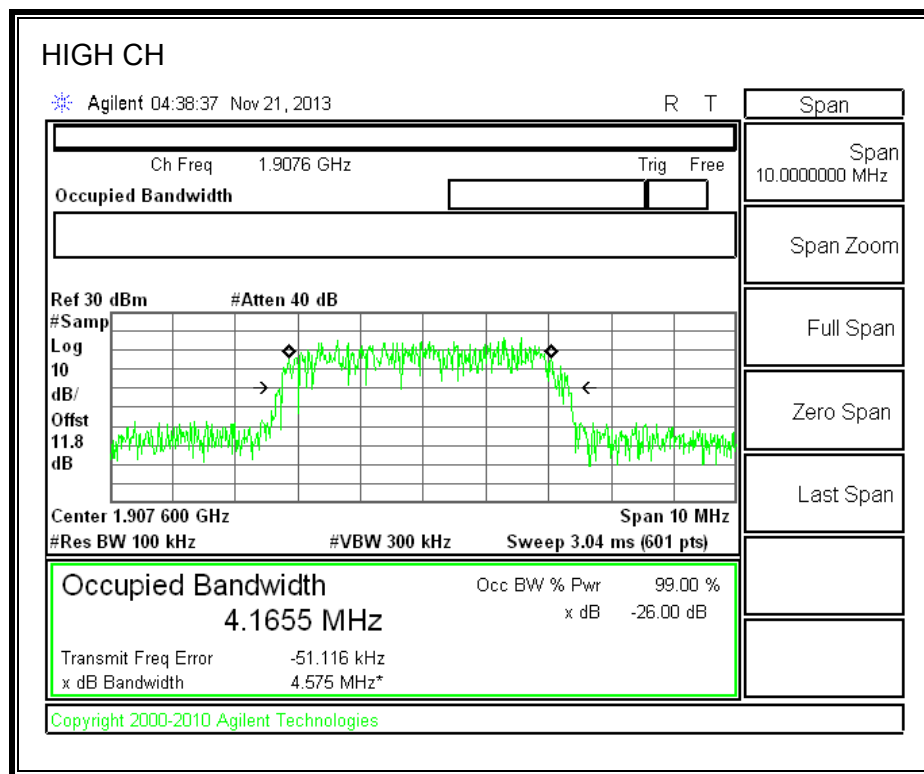 HIGH CH
Agilent 04:38:37 Nov 21, 2013 R T
Span
Ch Freq 1.9076 GHz Trig Free
Occupied Bandwidth
Span
10.0000000 MHz
Span Zoom
Full Span
Zero Span
Last Span
Ref 30 dBm #Atten 40 dB
#Samp
Log
10
dB/
Offst
11.8
dB
Center 1.907 600 GHz Span 10 MHz
#Res BW 100 kHz #VBW 300 kHz Sweep 3.04 ms (601 pts)
Occupied Bandwidth Occ BW % Pwr 99.00 %
4.1655 MHz x dB -26.00 dB
Transmit Freq Error -51.116 kHz
x dB Bandwidth 4.575 MHz*
Copyright 2000-2010 Agilent Technologies